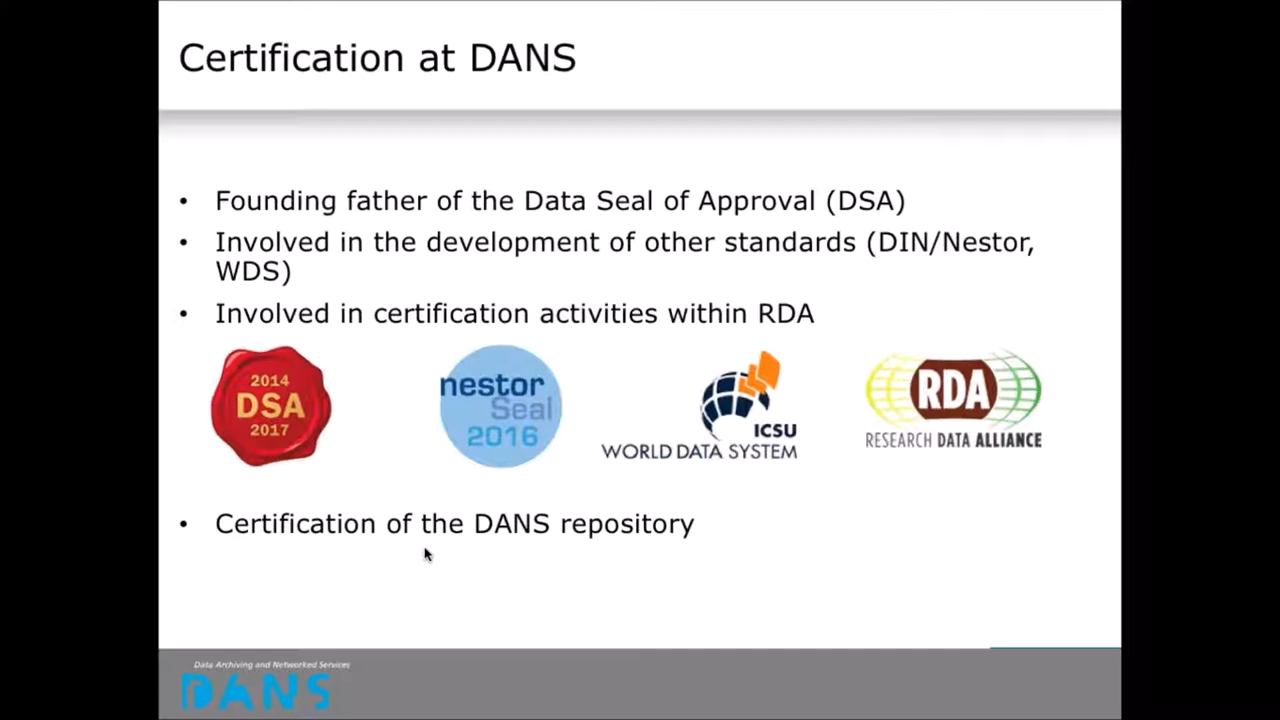 Certification at DANS
• Founding father of the Data Seal of Approval (DSA)
• Involved in the development of other standards (DIN/Nestor,
WDS)
• Involved in certification activities within RDA
2014
DSA
2017
nestor
Seal
2016
ICSU
WORLD DATA SYSTEM
RDA
RESEARCH DATA ALLIANCE
• Certification of the DANS repository
Data Archiving and Networked Services
DANS